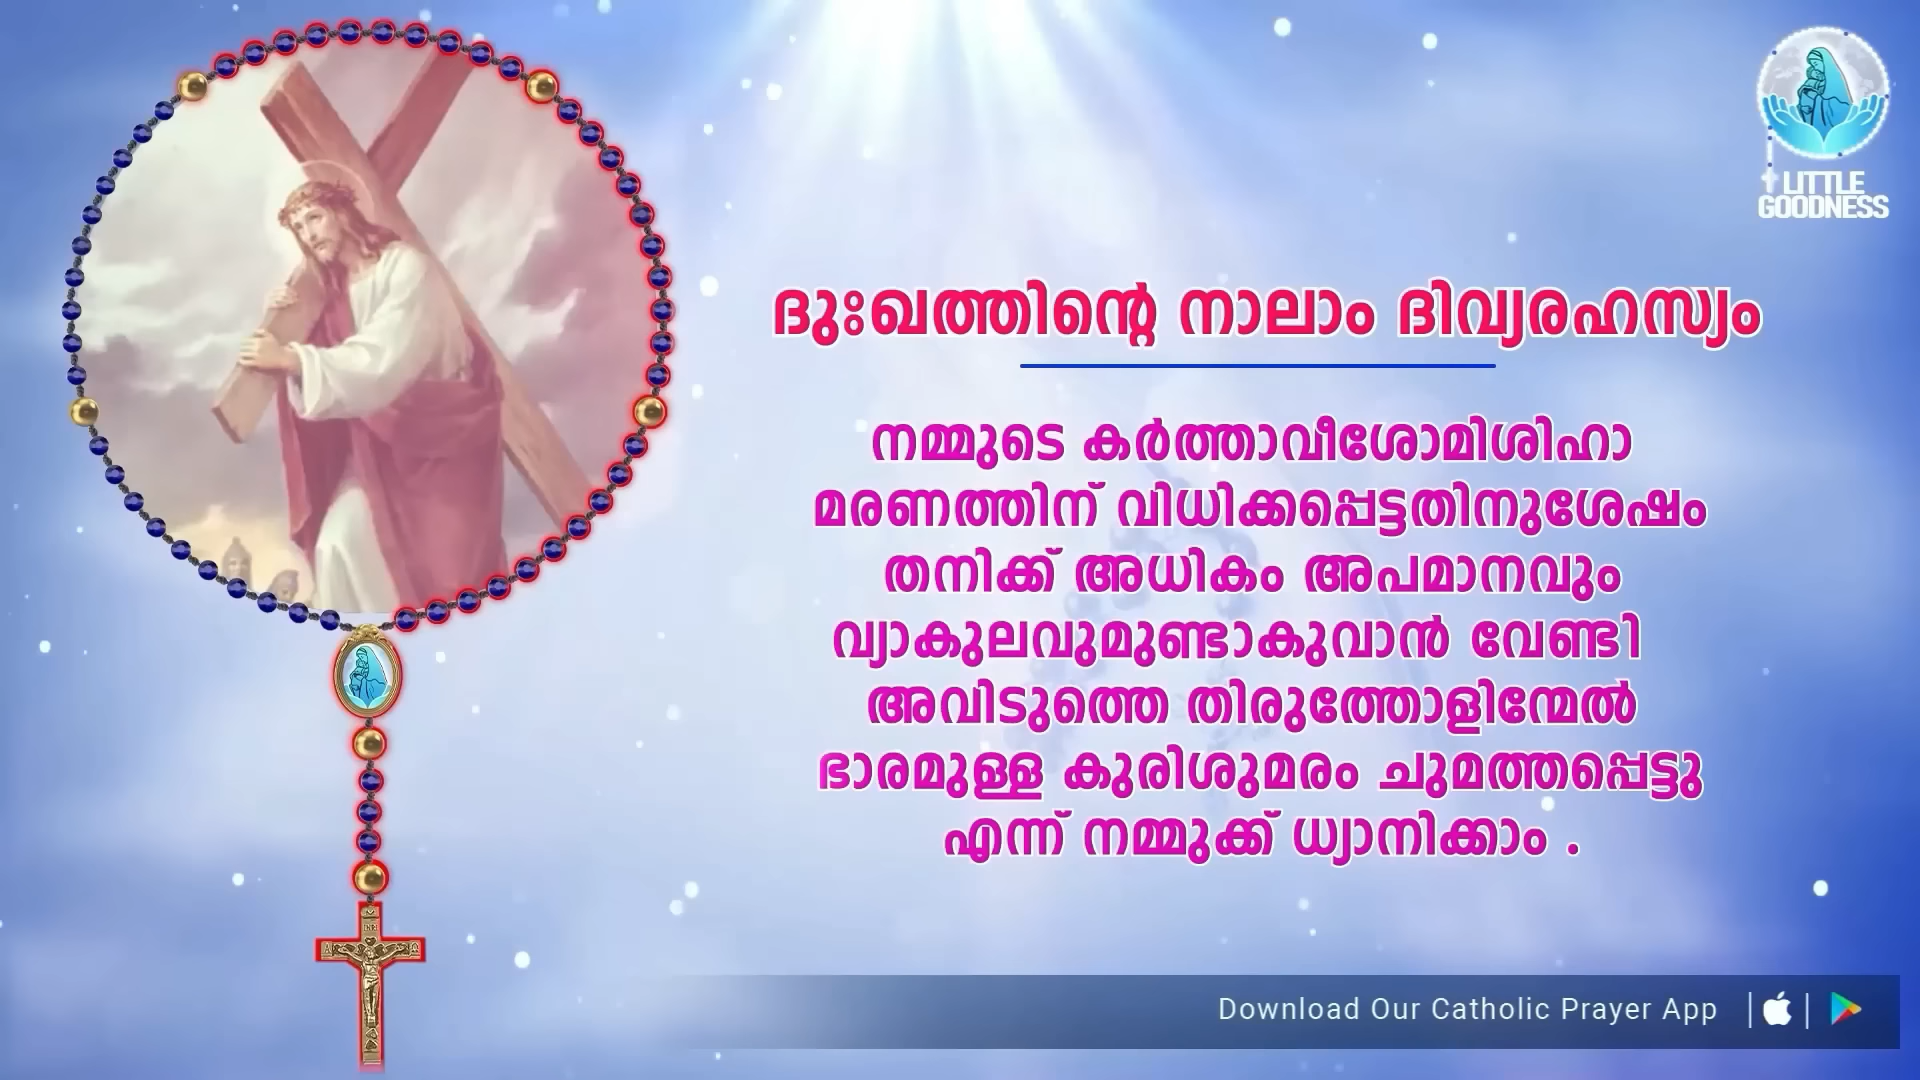 LITTLE
GOODNESS
ദുഃഖത്തിന്റെ നാലാം ദിവ്യരഹസ്യം
നമ്മുടെ കർത്താവീശോമിശിഹാ
മരണത്തിന് വിധിക്കപ്പെട്ടതിനുശേഷം
തനിക്ക് അധികം അപമാനവും
വ്യാകുലവുമുണ്ടാകുവാൻ വേണ്ടി
അവിടുത്തെ തിരുത്തോളിന്മേൽ
ഭാരമുള്ള കുരിശുമരം ചുമത്തപ്പെട്ടു
എന്ന് നമ്മുക്ക് ധ്യാനിക്കാം .
Download Our Catholic Prayer App